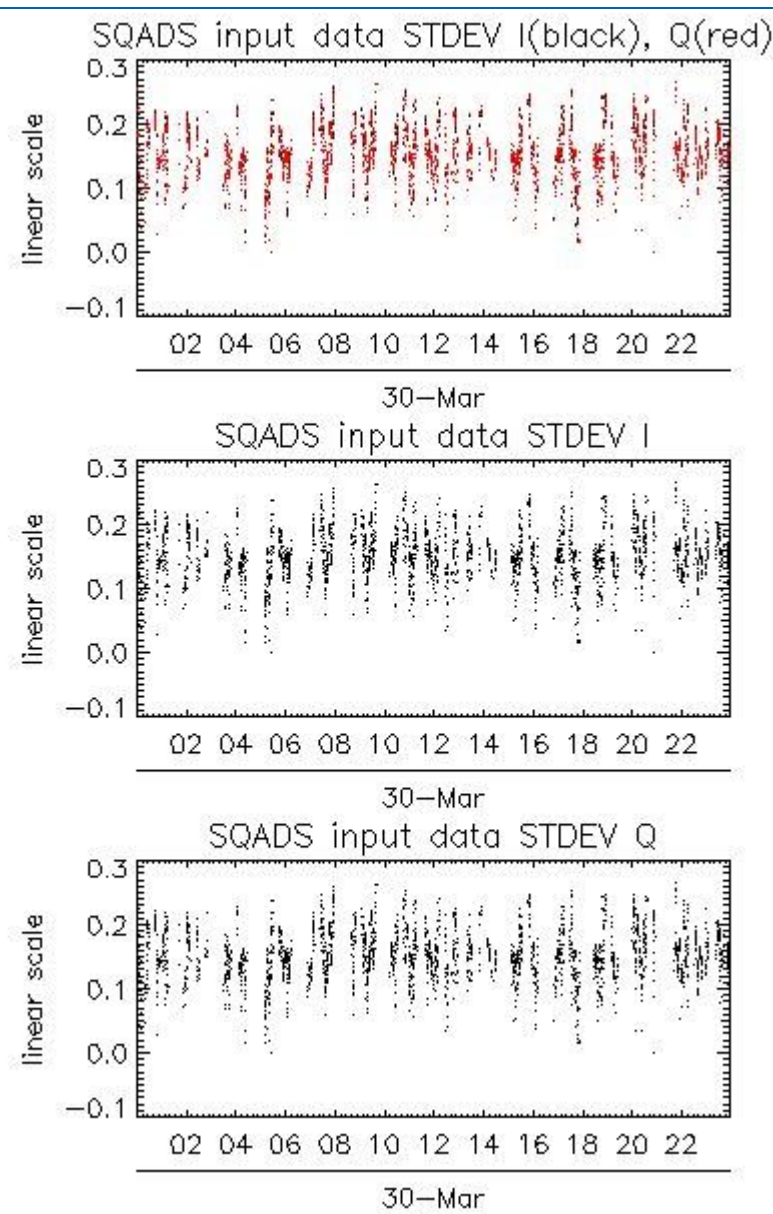 SQADS input data STDEV I(black), Q(red)
0.3
0.2
0.1
0.0
−0.1
linear scale
02 04 06 08 10 12 14 16 18 20 22
30−Mar
SQADS input data STDEV I
0.3
0.2
0.1
0.0
−0.1
linear scale
02 04 06 08 10 12 14 16 18 20 22
30−Mar
SQADS input data STDEV Q
0.3
0.2
0.1
0.0
−0.1
linear scale
02 04 06 08 10 12 14 16 18 20 22
30−Mar